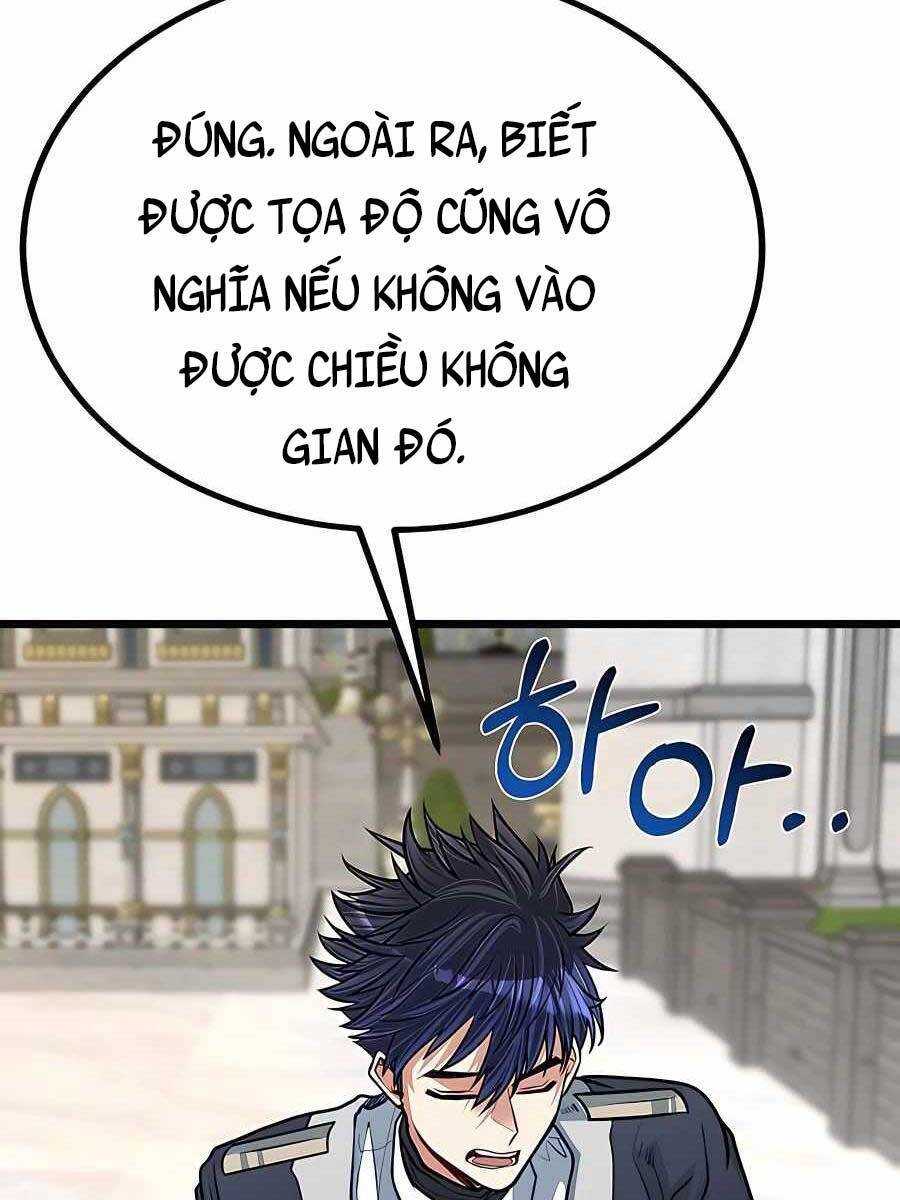 ĐÚNG. NGOÀI RA, BIẾT
ĐƯỢC TỌA ĐỘ CŨNG VÔ
NGHĨA NẾU KHÔNG VÀO
ĐƯỢC CHIỀU KHÔNG
GIAN ĐÓ.
하아..